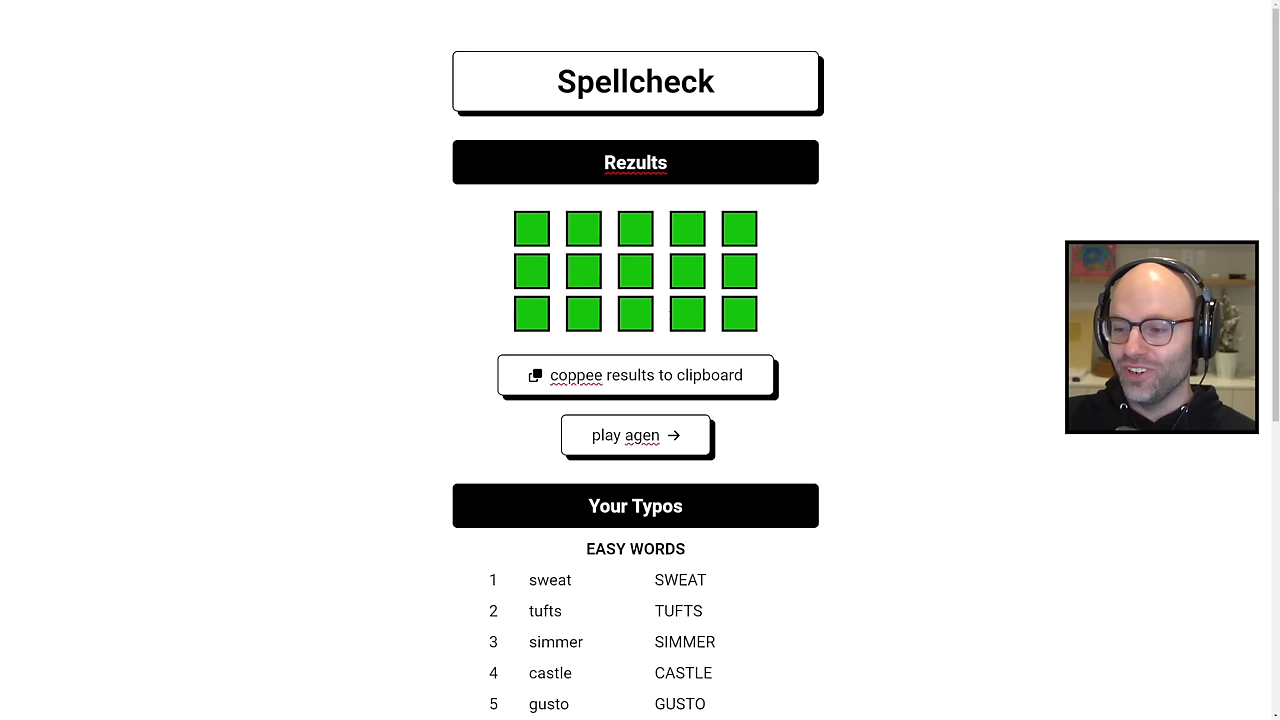 Spellcheck
Rezults
coppee results to clipboard
play agen →
Your Typos
EASY WORDS
1 sweat SWEAT
2 tufts TUFTS
3 simmer SIMMER
4 castle CASTLE
5 gusto GUSTO